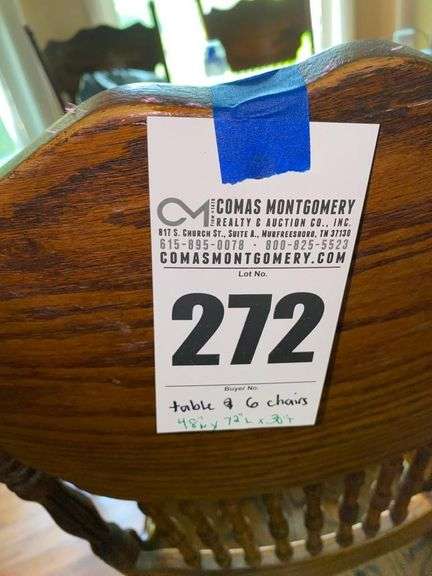 CM
COMAS MONTGOMERY
REALTY & AUCTION CO., INC.
817 S. CHURCH ST., SUITE A., MURFREESBORO, TN 37130
615-895-0078 · 800-825-5523
COMASMONTGOMERY.COM
Lot No.
272
Buyer No.
table & 6 chairs
48"w x 72"L x 30"t